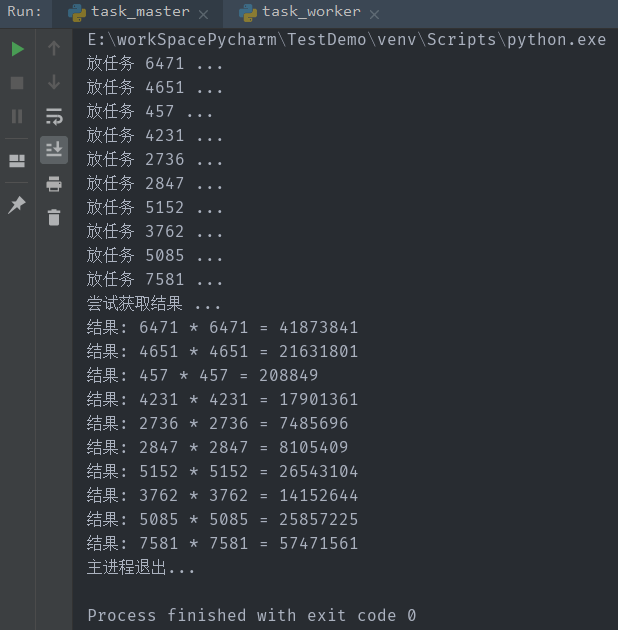 Run: task_master × task_worker ×
E:\workSpacePycharm\TestDemo\venv\Scripts\python.exe
放任务 6471 ...
放任务 4651 ...
放任务 457 ...
放任务 4231 ...
放任务 2736 ...
放任务 2847 ...
放任务 5152 ...
放任务 3762 ...
放任务 5085 ...
放任务 7581 ...
尝试获取结果 ...
结果: 6471 * 6471 = 41873841
结果: 4651 * 4651 = 21631801
结果: 457 * 457 = 208849
结果: 4231 * 4231 = 17901361
结果: 2736 * 2736 = 7485696
结果: 2847 * 2847 = 8105409
结果: 5152 * 5152 = 26543104
结果: 3762 * 3762 = 14152644
结果: 5085 * 5085 = 25857225
结果: 7581 * 7581 = 57471561
主进程退出...
Process finished with exit code 0